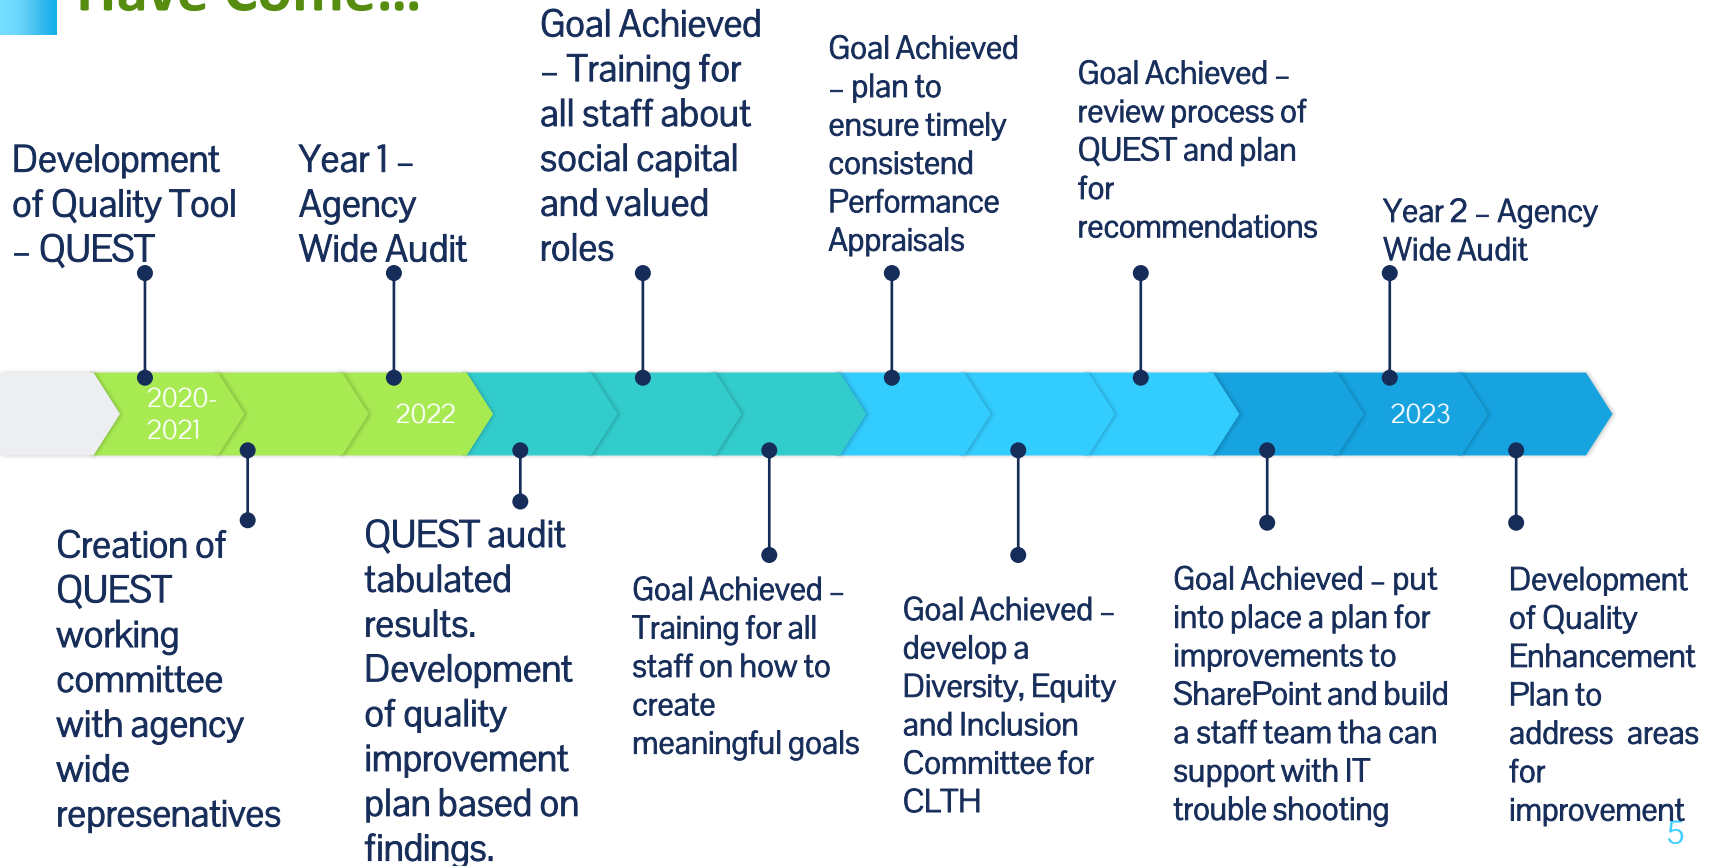 Have Come...
Development
of Quality Tool
– QUEST
Year 1 –
Agency
Wide Audit
Goal Achieved
– Training for
all staff about
social capital
and valued
roles
Goal Achieved
– plan to
ensure timely
consistend
Performance
Appraisals
Goal Achieved –
review process of
QUEST and plan
for
recommendations
Year 2 – Agency
Wide Audit
2020-
2021
2022
2023
Creation of
QUEST
working
committee
with agency
wide
represenatives
QUEST audit
tabulated
results.
Development
of quality
improvement
plan based on
findings.
Goal Achieved –
Training for all
staff on how to
create
meaningful goals
Goal Achieved –
develop a
Diversity, Equity
and Inclusion
Committee for
CLTH
Goal Achieved – put
into place a plan for
improvements to
SharePoint and build
a staff team tha can
support with IT
trouble shooting
Development
of Quality
Enhancement
Plan to
address  areas
for
improvement
5